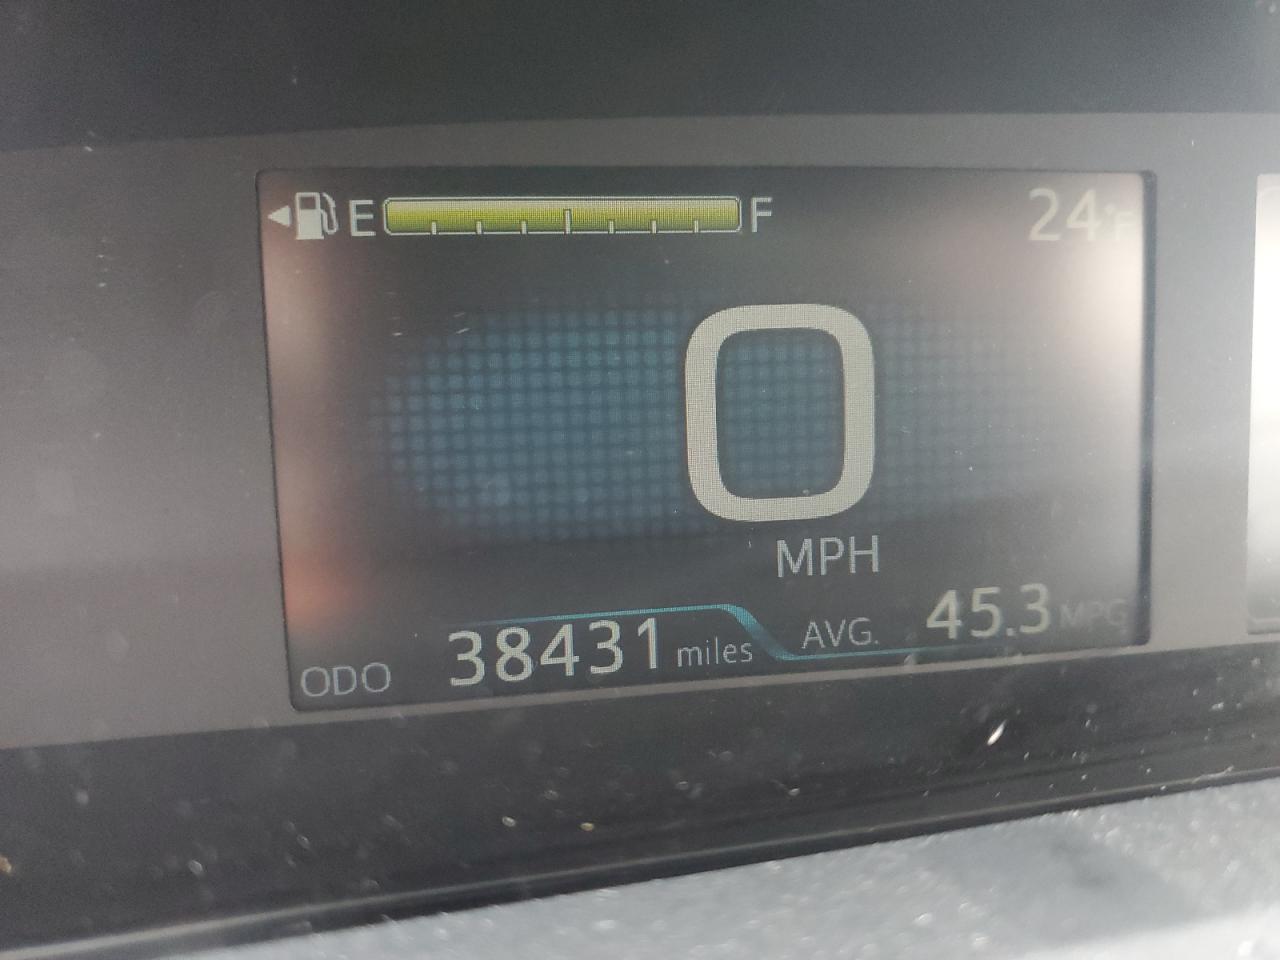 E F 24°F
0
MPH
ODO 38431 miles AVG. 45.3 MPG